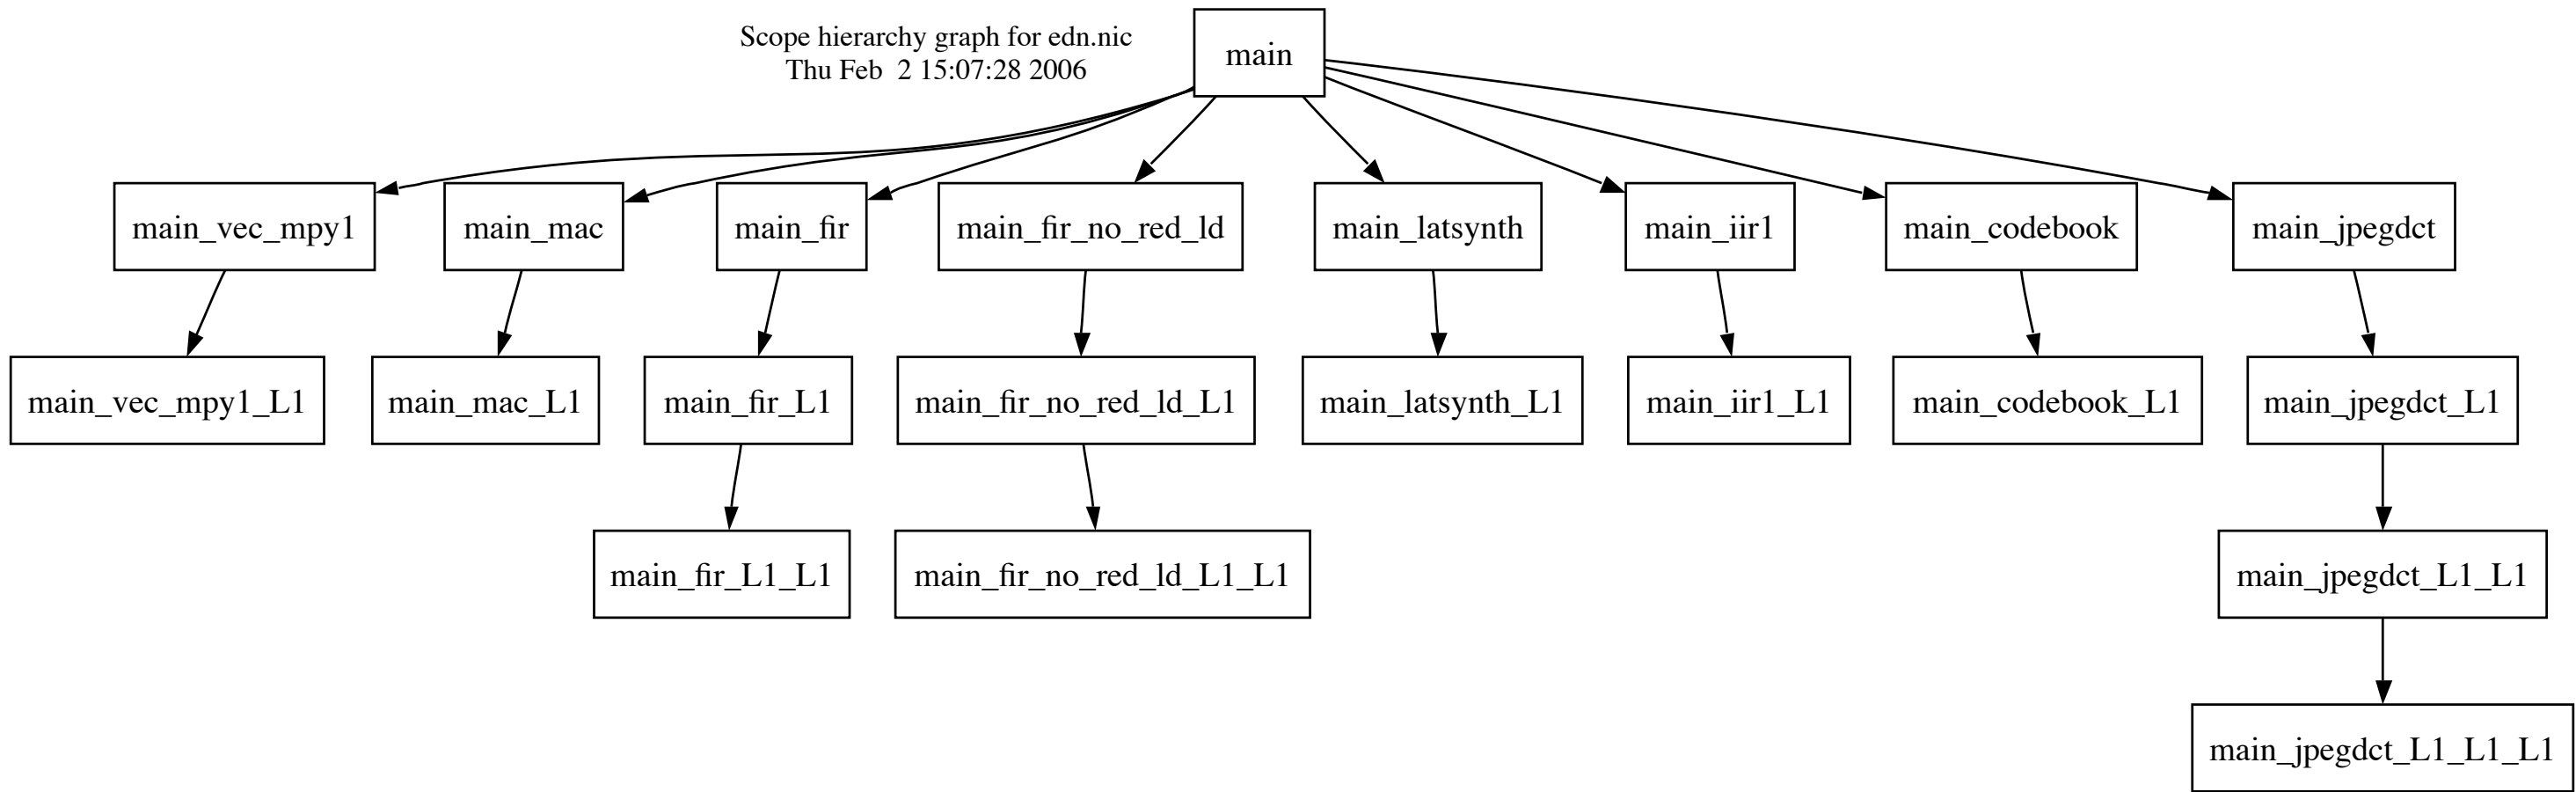 Scope hierarchy graph for edn.nic
Thu Feb  2 15:07:28 2006
main
main_vec_mpy1
main_mac
main_fir
main_fir_no_red_ld
main_latsynth
main_iir1
main_codebook
main_jpegdct
main_vec_mpy1_L1
main_mac_L1
main_fir_L1
main_fir_no_red_ld_L1
main_latsynth_L1
main_iir1_L1
main_codebook_L1
main_jpegdct_L1
main_fir_L1_L1
main_fir_no_red_ld_L1_L1
main_jpegdct_L1_L1
main_jpegdct_L1_L1_L1